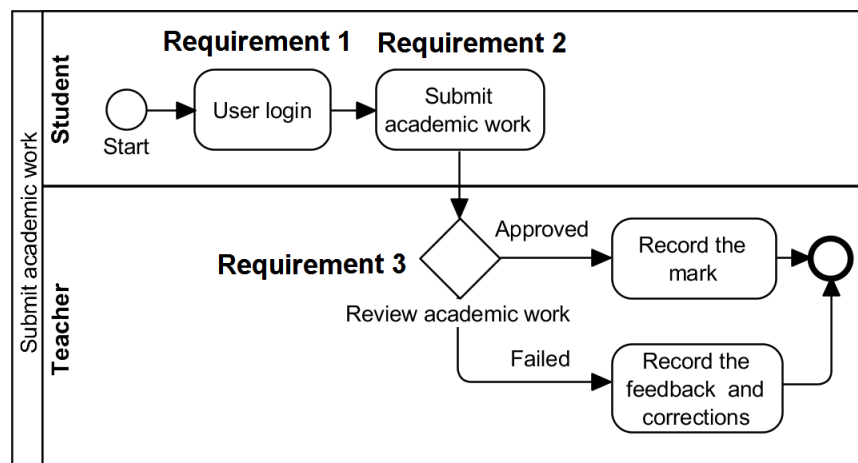 Submit academic work
Student
Requirement 1
Requirement 2
Start
User login
Submit
academic work
Teacher
Requirement 3
Approved
Record the
mark
Review academic work
Failed
Record the
feedback and
corrections